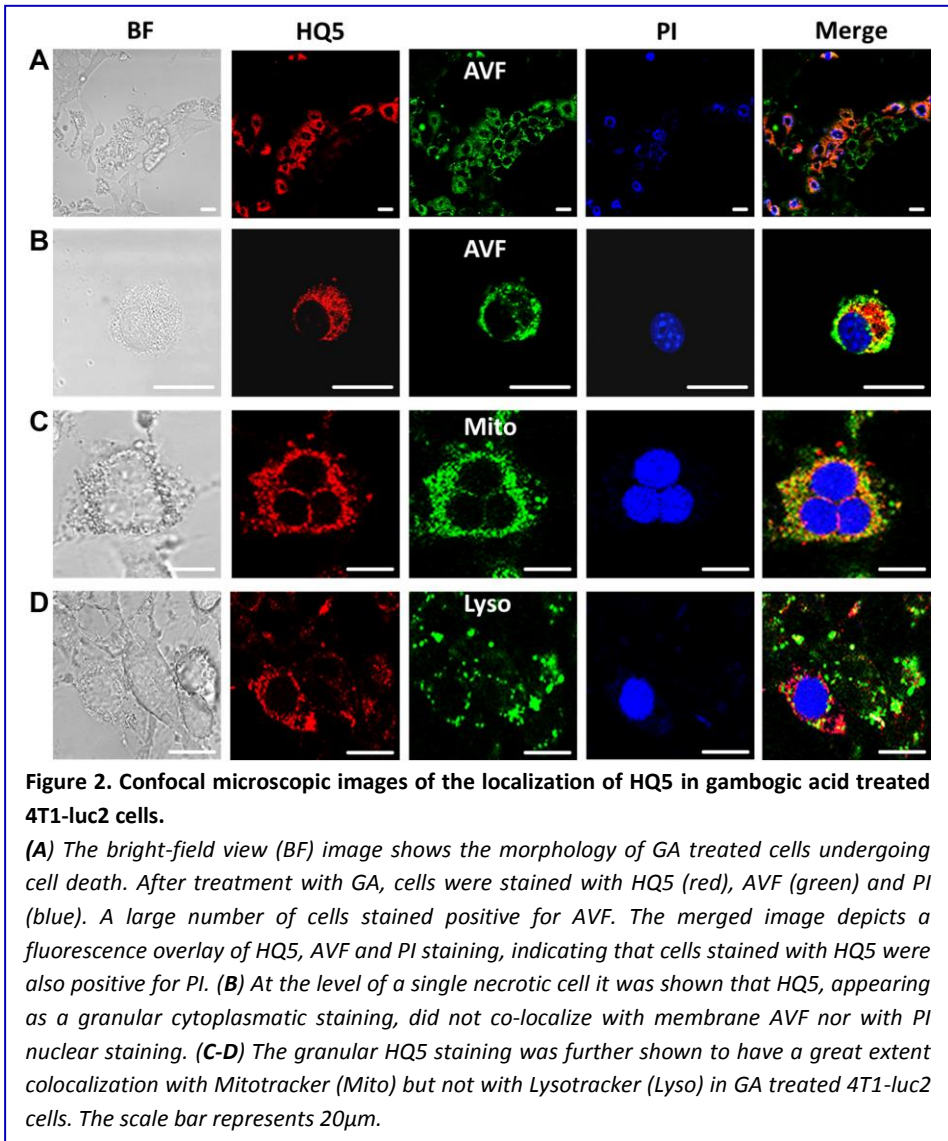 BF HQ5 PI Merge
A AVF
B AVF
C Mito
D Lyso
Figure 2. Confocal microscopic images of the localization of HQ5 in gambogic acid treated
4T1-luc2 cells.
(A) The bright-field view (BF) image shows the morphology of GA treated cells undergoing
cell death. After treatment with GA, cells were stained with HQ5 (red), AVF (green) and PI
(blue). A large number of cells stained positive for AVF. The merged image depicts a
fluorescence overlay of HQ5, AVF and PI staining, indicating that cells stained with HQ5 were
also positive for PI. (B) At the level of a single necrotic cell it was shown that HQ5, appearing
as a granular cytoplasmatic staining, did not co-localize with membrane AVF nor with PI
nuclear staining. (C-D) The granular HQ5 staining was further shown to have a great extent
colocalization with Mitotracker (Mito) but not with Lysotracker (Lyso) in GA treated 4T1-luc2
cells. The scale bar represents 20µm.